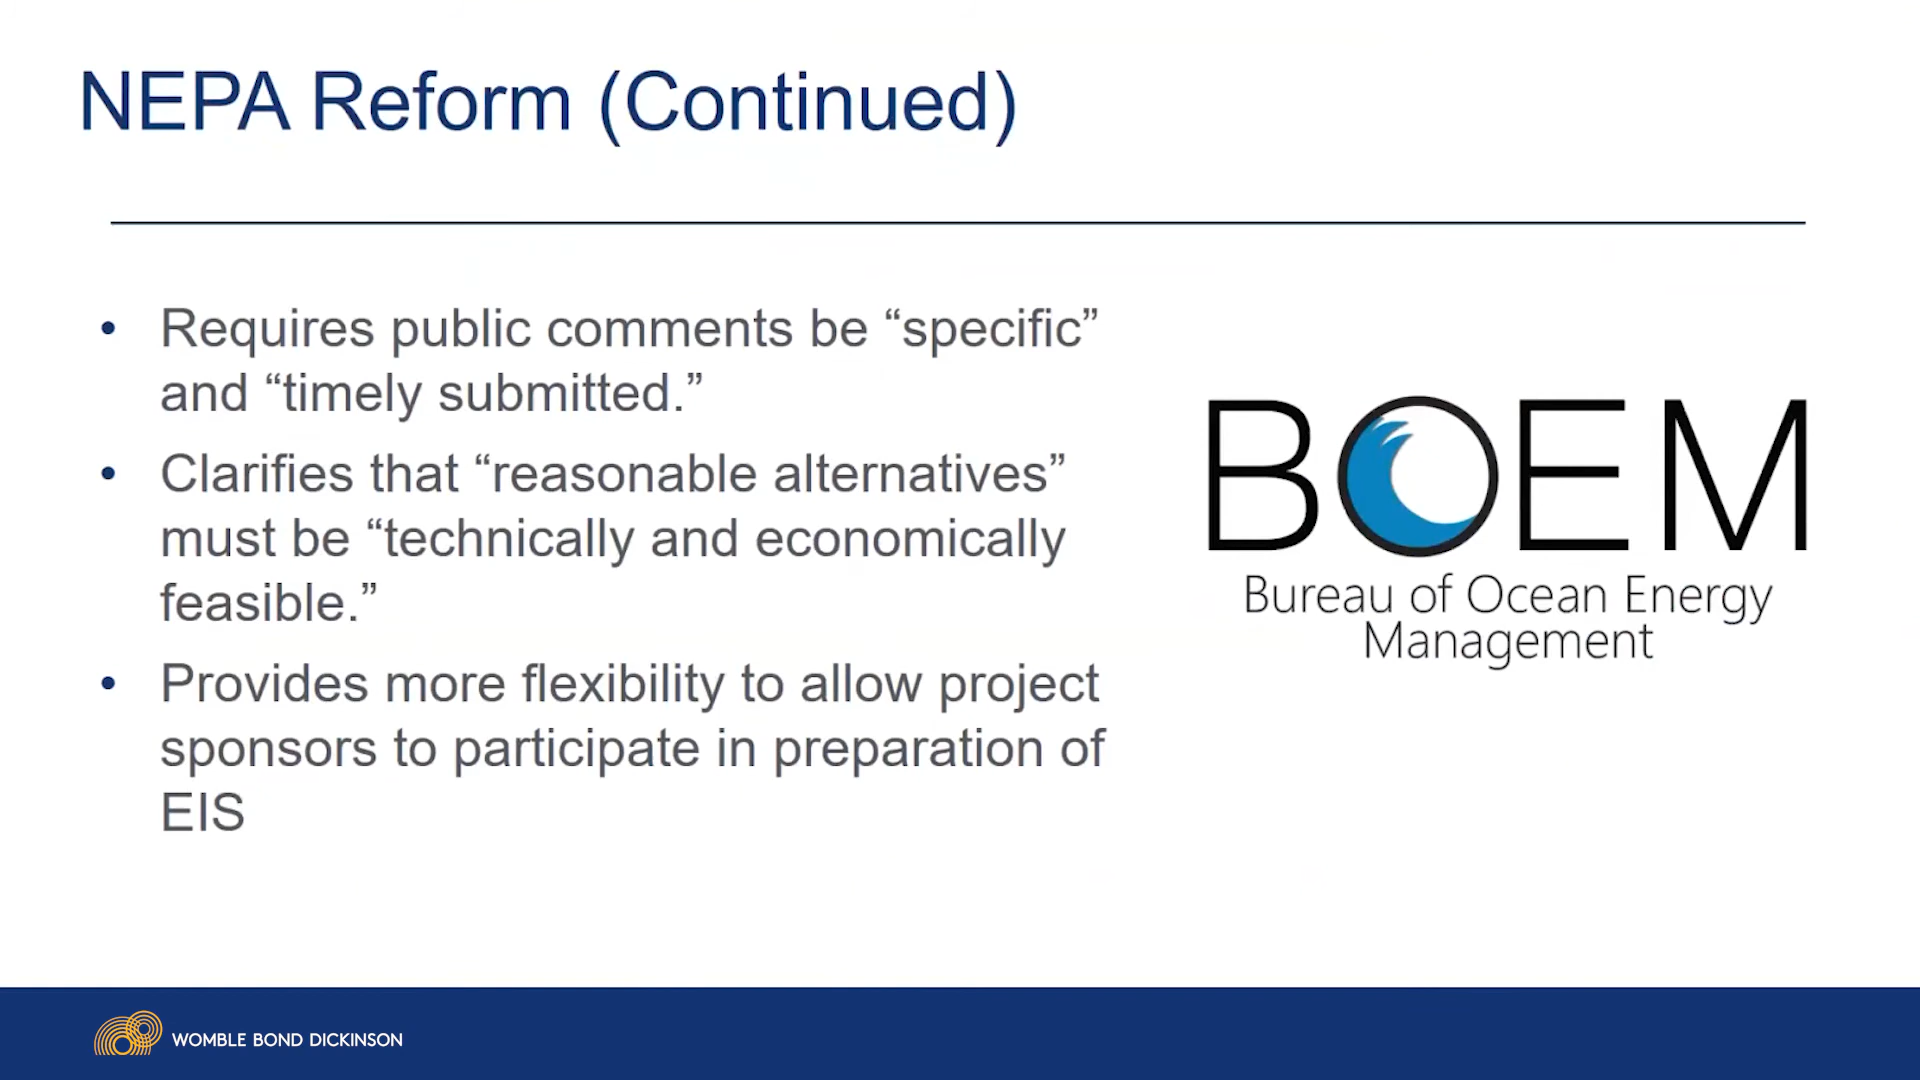 NEPA Reform (Continued)
• Requires public comments be “specific”
and “timely submitted.”
• Clarifies that “reasonable alternatives”
must be “technically and economically
feasible.”
• Provides more flexibility to allow project
sponsors to participate in preparation of
EIS
BOEM
Bureau of Ocean Energy
Management
WOMBLE BOND DICKINSON